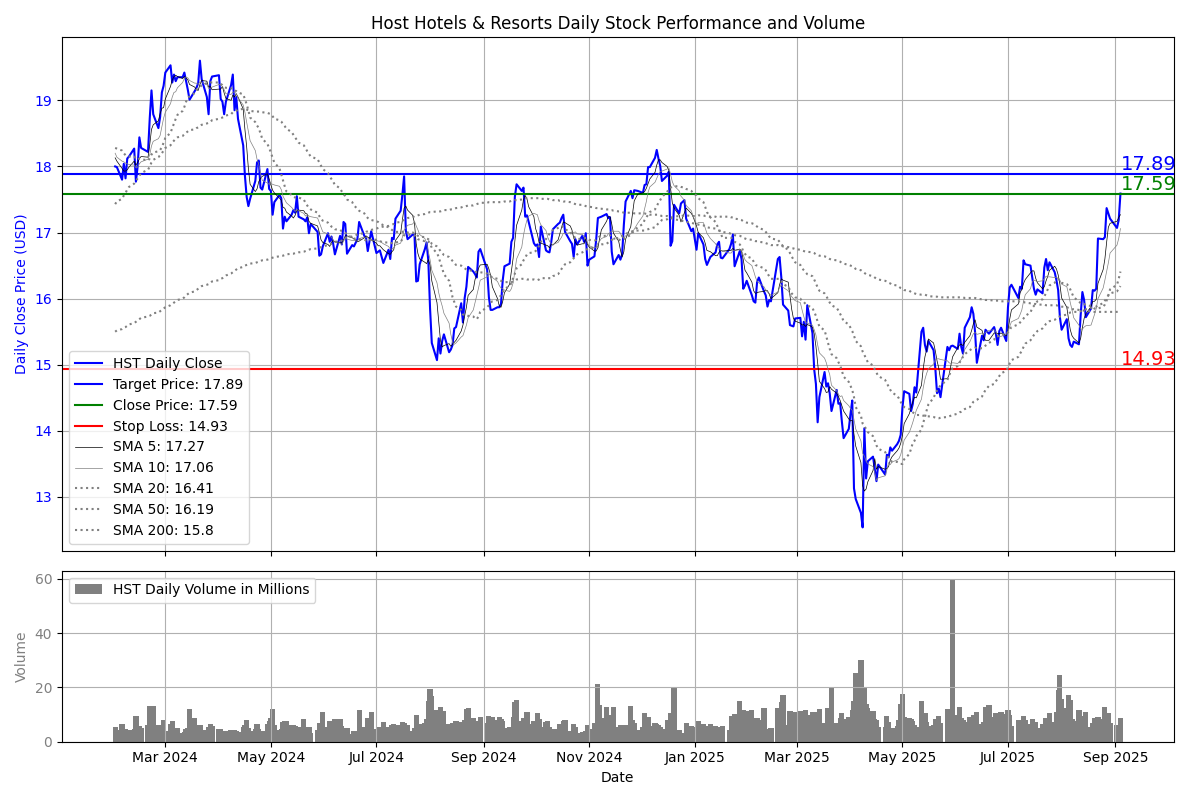 Host Hotels & Resorts Daily Stock Performance and Volume
Daily Close Price (USD)
19
18
17
16
15
14
13
17.89
17.59
14.93
HST Daily Close
Target Price: 17.89
Close Price: 17.59
Stop Loss: 14.93
SMA 5: 17.27
SMA 10: 17.06
SMA 20: 16.41
SMA 50: 16.19
SMA 200: 15.8
Volume
60
40
20
0
HST Daily Volume in Millions
Mar 2024 May 2024 Jul 2024 Sep 2024 Nov 2024 Jan 2025 Mar 2025 May 2025 Jul 2025 Sep 2025
Date